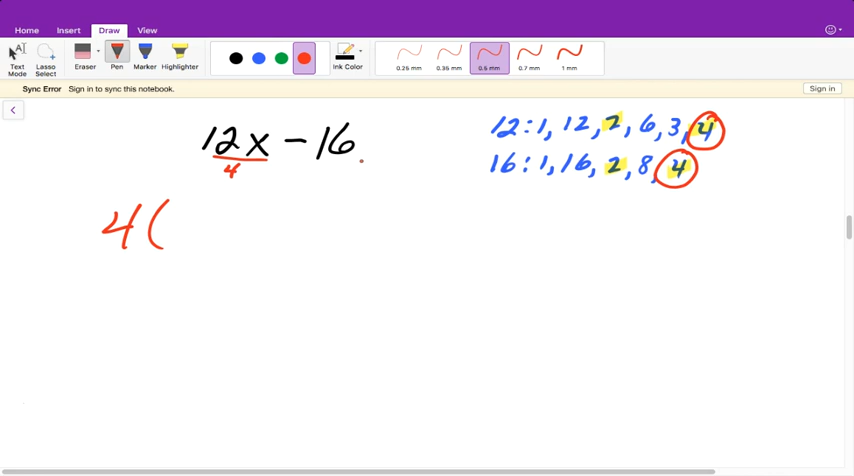 Home Insert Draw View
Text Mode Lasso Select Eraser Pen Marker Highlighter Ink Color 0.25 mm 0.35 mm 0.5 mm 0.7 mm 1 mm
Sync Error Sign in to sync this notebook. Sign in
12x - 16
4
12 : 1, 12, 2, 6, 3, 4
16 : 1, 16, 2, 8, 4
4(